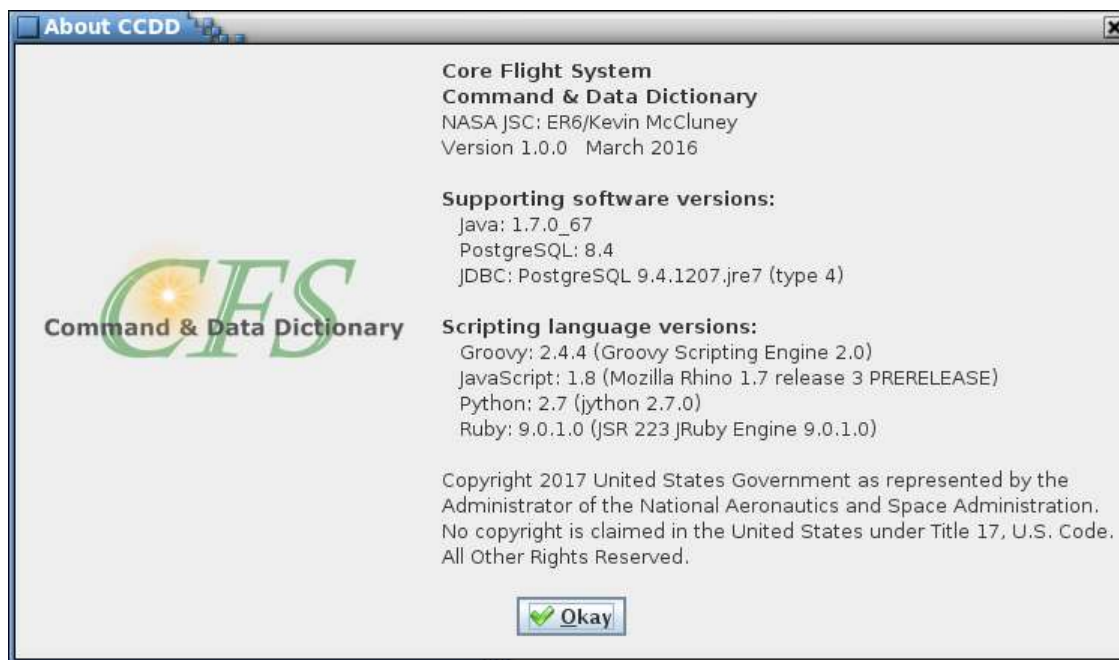 About CCDD
CFS
Command & Data Dictionary
Core Flight System
Command & Data Dictionary
NASA JSC: ER6/Kevin McCluney
Version 1.0.0 March 2016
Supporting software versions:
Java: 1.7.0_67
PostgreSQL: 8.4
JDBC: PostgreSQL 9.4.1207.jre7 (type 4)
Scripting language versions:
Groovy: 2.4.4 (Groovy Scripting Engine 2.0)
JavaScript: 1.8 (Mozilla Rhino 1.7 release 3 PRERELEASE)
Python: 2.7 (jython 2.7.0)
Ruby: 9.0.1.0 (JSR 223 JRuby Engine 9.0.1.0)
Copyright 2017 United States Government as represented by the
Administrator of the National Aeronautics and Space Administration.
No copyright is claimed in the United States under Title 17, U.S. Code.
All Other Rights Reserved.
Okay